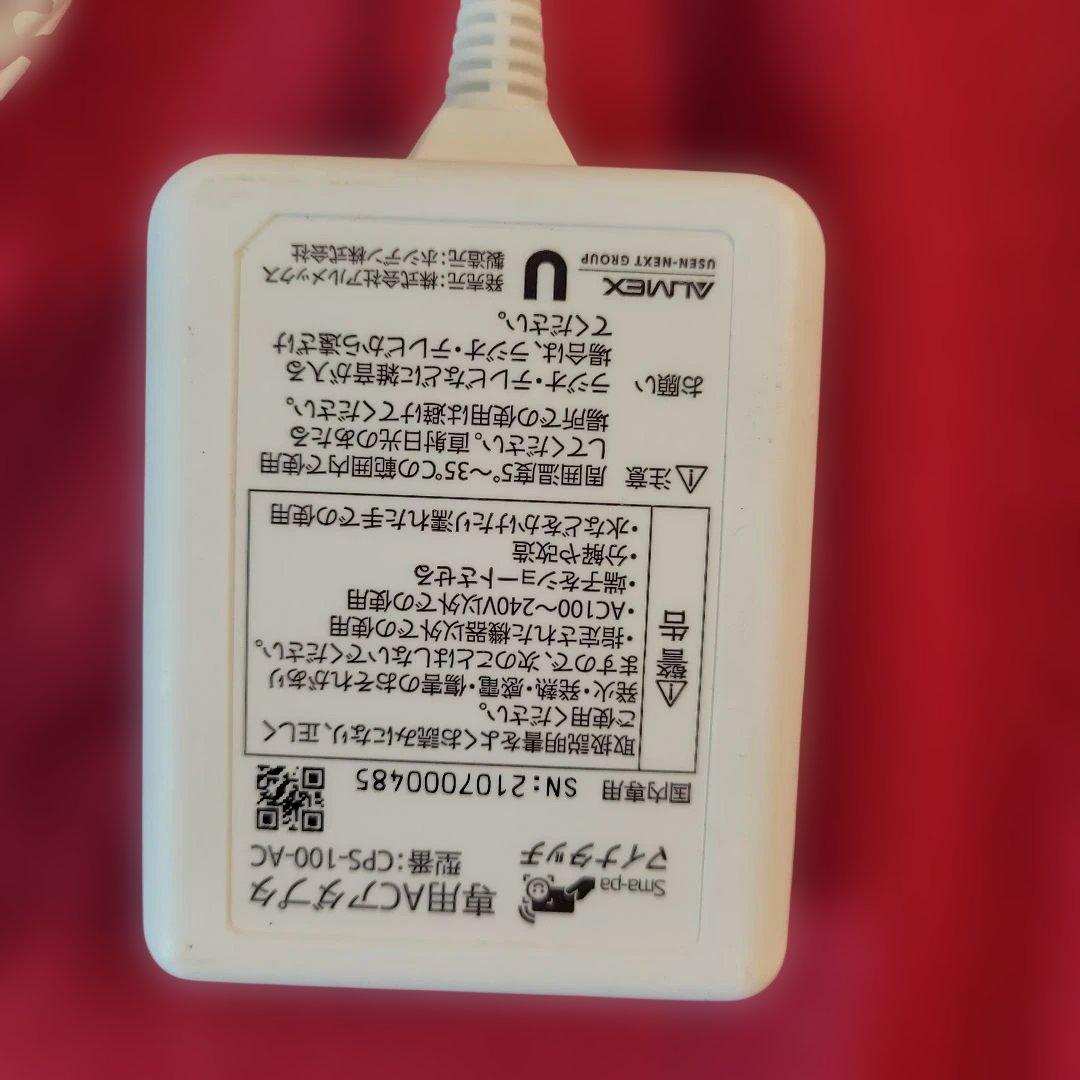 Sma-pa
マイナタッチ
専用ACアダプタ
型番：CPS-100-AC
国内専用 SN:2107000485
⚠警告
取扱説明書をよくお読みになり、正しく
ご使用ください。
発火・発熱・感電・傷害のおそれがあり
ますので、次のことはしないでください。
・指定された機器以外での使用
・AC100～240V以外での使用
・端子をショートさせる
・分解や改造
・水などをかけたり濡れた手での使用
⚠注意 周囲温度5°～35℃の範囲内で使用
してください。直射日光のあたる
場所での使用は避けてください。
お願い ラジオ・テレビなどに雑音が入る
場合は、ラジオ・テレビから遠ざけ
てください。
ALMEX
USEN-NEXT GROUP
U
発売元：株式会社アルメックス
製造元：ホシデン株式会社